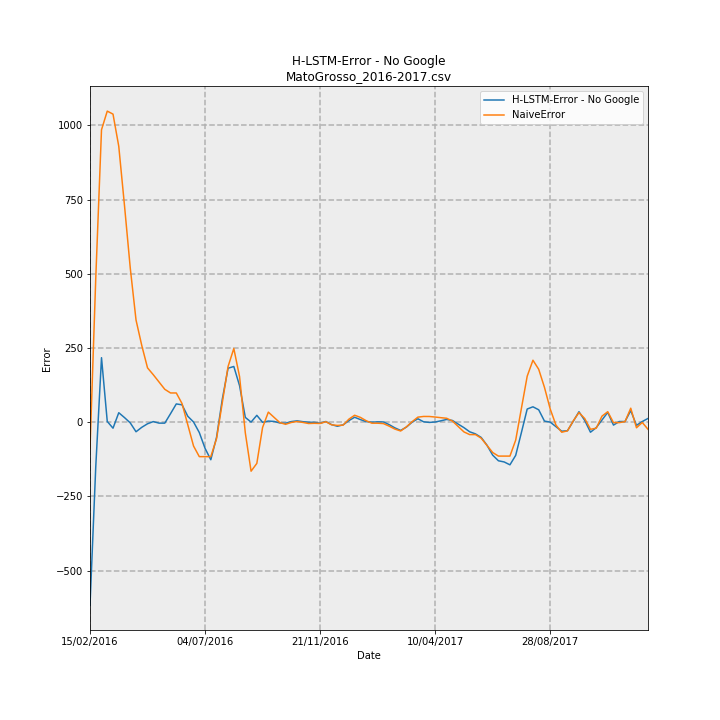 H-LSTM-Error - No Google
MatoGrosso_2016-2017.csv
H-LSTM-Error - No Google
NaiveError
1000
750
500
250
0
−250
−500
Error
15/02/2016
04/07/2016
21/11/2016
10/04/2017
28/08/2017
Date